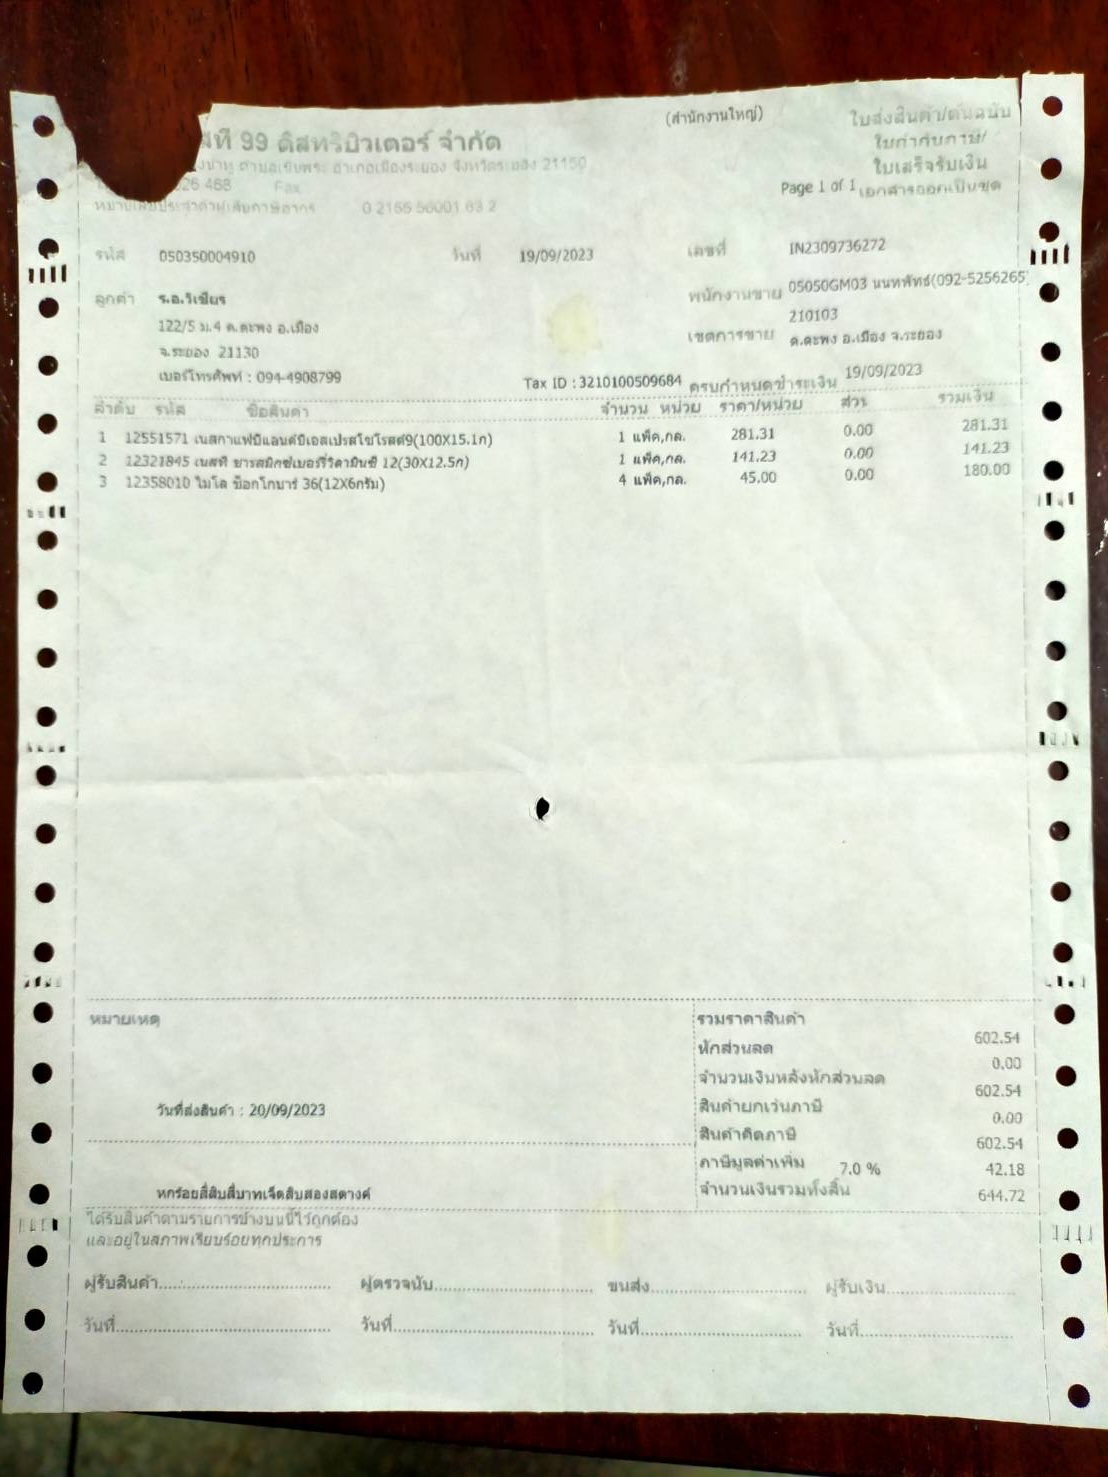 ที 99 ดิสทริบิวเตอร์ จำกัด
(สำนักงานใหญ่)
ใบส่งสินค้า/ต้นฉบับ
ใบกำกับภาษี/
ใบเสร็จรับเงิน
Page 1 of 1 เอกสารออกเป็นชุด
ตำบลเชิงเนิน อำเภอเมืองระยอง จังหวัดระยอง 21150
26 468 Fax
หมายเลขประจำตัวผู้เสียภาษีอากร
รหัส 050350004910 วันที่ 19/09/2023 เลขที่ IN2309736272
ลูกค้า ร.อ.วิเชียร พนักงานขาย 05050GM03 นนทพัทธ์(092-5256265)
122/5 ม.4 ต.ตะพง อ.เมือง เขตการขาย 210103
จ.ระยอง 21130 ต.ตะพง อ.เมือง จ.ระยอง
เบอร์โทรศัพท์ : 094-4908799 Tax ID : 3210100509684 ครบกำหนดชำระเงิน 19/09/2023
ลำดับ รหัส ชื่อสินค้า จำนวน หน่วย ราคา/หน่วย ส่วน รวมเงิน
1 12551571 เนสกาแฟบีแอนด์บีเอสเปรสโซโรสต์9(100X15.1ก) 1 แพ็ค,กล. 281.31 0.00 281.31
2 12321845 เนสที ชารสมิกซ์เบอร์รี่วิตามินซี 12(30X12.5ก) 1 แพ็ค,กล. 141.23 0.00 141.23
3 12358010 ไมโล ช็อกโกบาร์ 36(12X6กรัม) 4 แพ็ค,กล. 45.00 0.00 180.00
หมายเหตุ
รวมราคาสินค้า 602.54
หักส่วนลด 0.00
จำนวนเงินหลังหักส่วนลด 602.54
วันที่ส่งสินค้า : 20/09/2023
สินค้ายกเว้นภาษี 0.00
สินค้าคิดภาษี 602.54
ภาษีมูลค่าเพิ่ม 7.0 % 42.18
หกร้อยสี่สิบสี่บาทเจ็ดสิบสองสตางค์ จำนวนเงินรวมทั้งสิ้น 644.72
ได้รับสินค้าตามรายการข้างบนนี้ไว้ถูกต้อง
และอยู่ในสภาพเรียบร้อยทุกประการ
ผู้รับสินค้า ผู้ตรวจนับ ขนส่ง ผู้รับเงิน
วันที่ วันที่ วันที่ วันที่